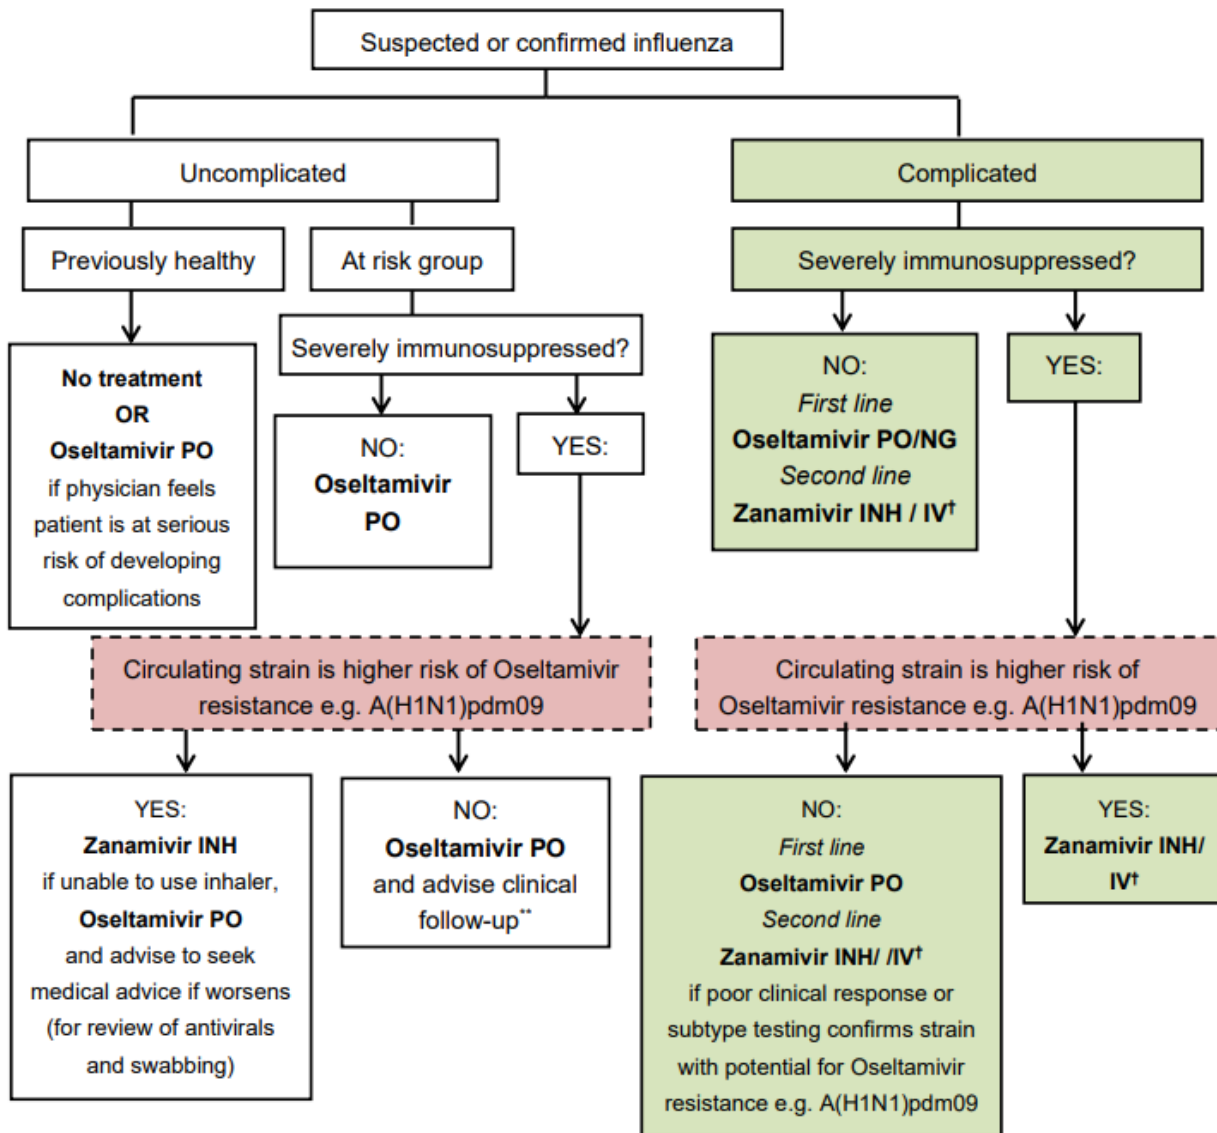 Suspected or confirmed influenza
Uncomplicated
Complicated
Previously healthy
At risk group
Severely immunosuppressed?
Severely immunosuppressed?
No treatment
OR
Oseltamivir PO
if physician feels
patient is at serious
risk of developing
complications
NO:
Oseltamivir
PO
YES:
NO:
First line
Oseltamivir PO/NG
Second line
Zanamivir INH / IV†
YES:
Circulating strain is higher risk of Oseltamivir
resistance e.g. A(H1N1)pdm09
Circulating strain is higher risk of
Oseltamivir resistance e.g. A(H1N1)pdm09
YES:
Zanamivir INH
if unable to use inhaler,
Oseltamivir PO
and advise to seek
medical advice if worsens
(for review of antivirals
and swabbing)
NO:
Oseltamivir PO
and advise clinical
follow-up**
NO:
First line
Oseltamivir PO
Second line
Zanamivir INH/ /IV†
if poor clinical response or
subtype testing confirms strain
with potential for Oseltamivir
resistance e.g. A(H1N1)pdm09
YES:
Zanamivir INH/
IV†